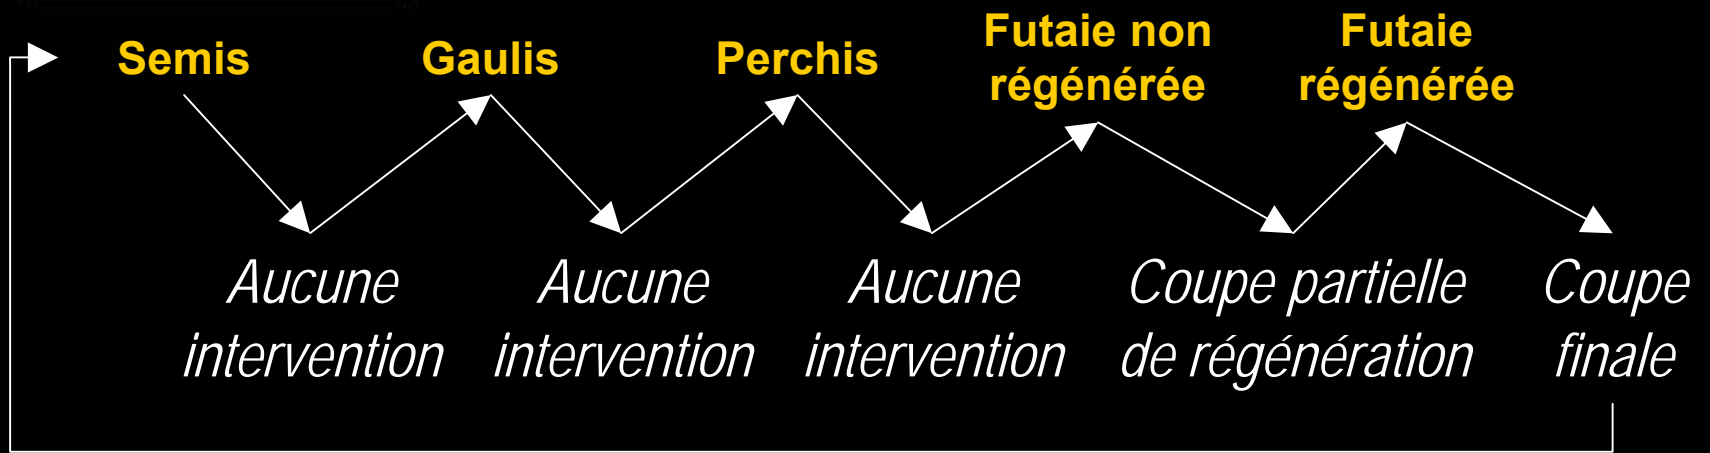 Semis
Gaulis
Perchis
Futaie non
régénérée
Futaie
régénérée
Aucune
intervention
Aucune
intervention
Aucune
intervention
Coupe partielle
de régénération
Coupe
finale